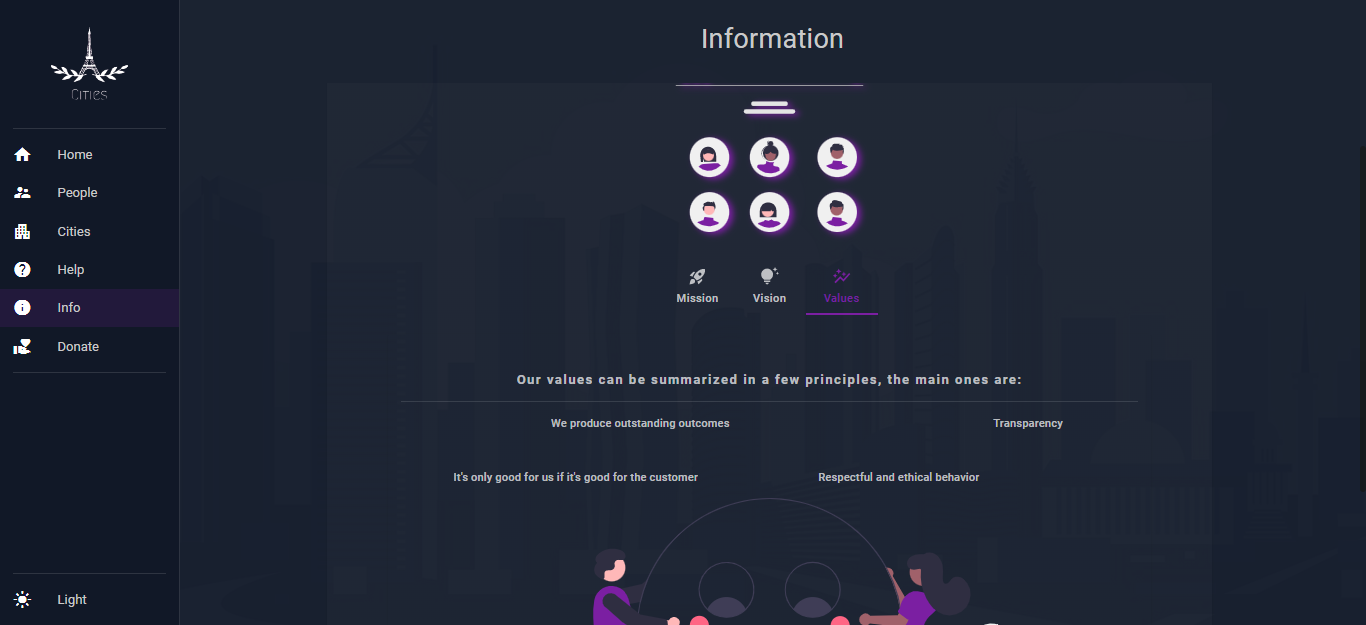 Cities
Home
People
Cities
Help
Info
Donate
Light
Information
Mission
Vision
Values
Our values can be summarized in a few principles, the main ones are:
We produce outstanding outcomes
Transparency
It's only good for us if it's good for the customer
Respectful and ethical behavior